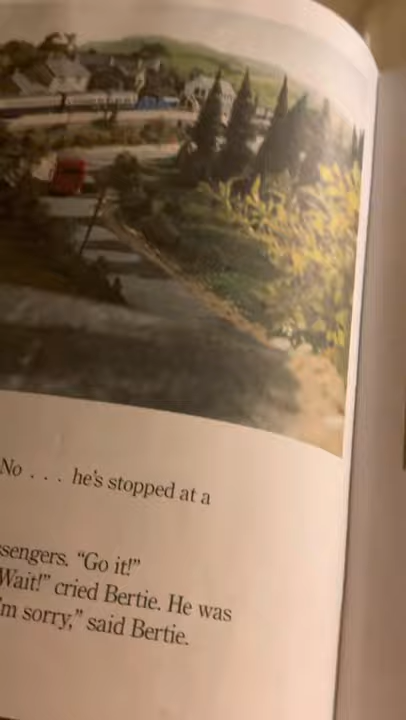 No . . . he's stopped at a
ssengers. "Go it!"
Wait!" cried Bertie. He was
'm sorry," said Bertie.